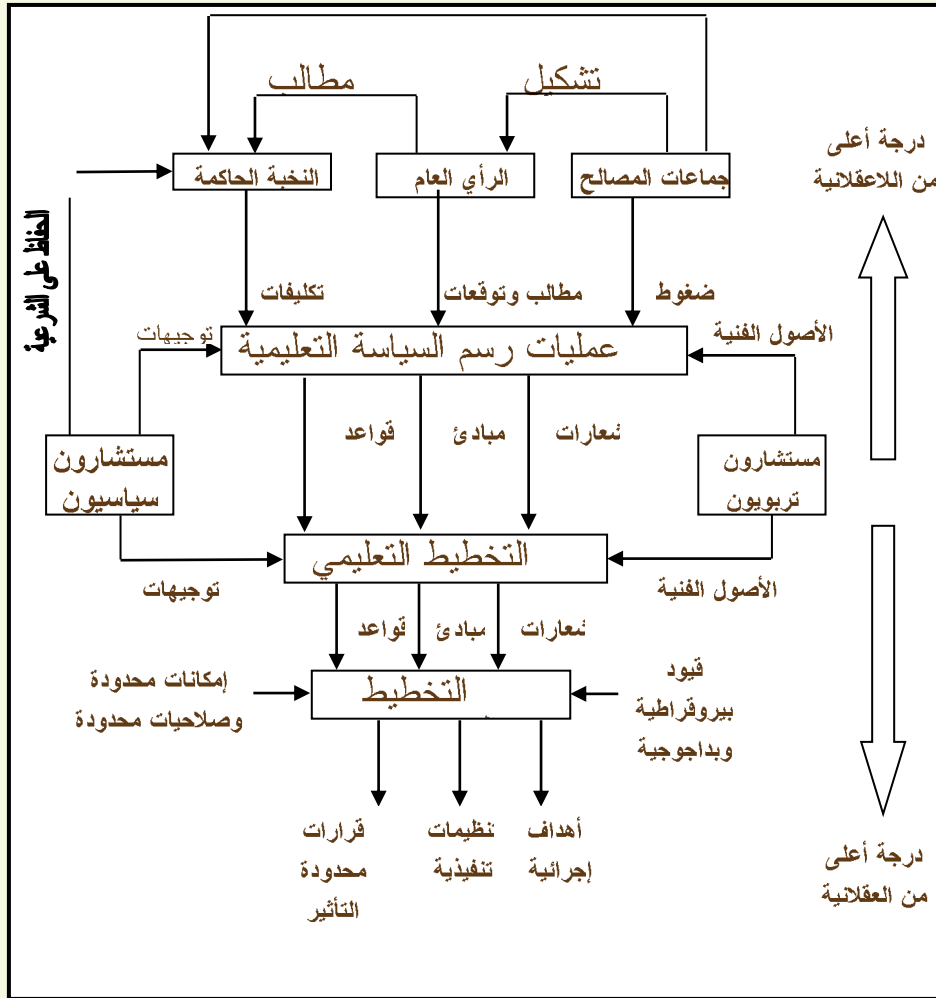 تشكيل
مطالب
درجة أعلى
من اللاعقلانية
جماعات المصالح
الرأي العام
النخبة الحاكمة
الحفاظ على الشرعية
ضغوط
مطالب وتوقعات
تكليفات
الأصول الفنية
عمليات رسم السياسة التعليمية
توجيهات
شعارات
مبادئ
قواعد
مستشارون
تربويون
مستشارون
سياسيون
التخطيط التعليمي
الأصول الفنية
توجيهات
شعارات
مبادئ
قواعد
قيود
بيروقراطية
وبداجوجية
التخطيط
إمكانات محدودة
وصلاحيات محدودة
أهداف
إجرائية
تنظيمات
تنفيذية
قرارات
محدودة
التأثير
درجة أعلى
من العقلانية